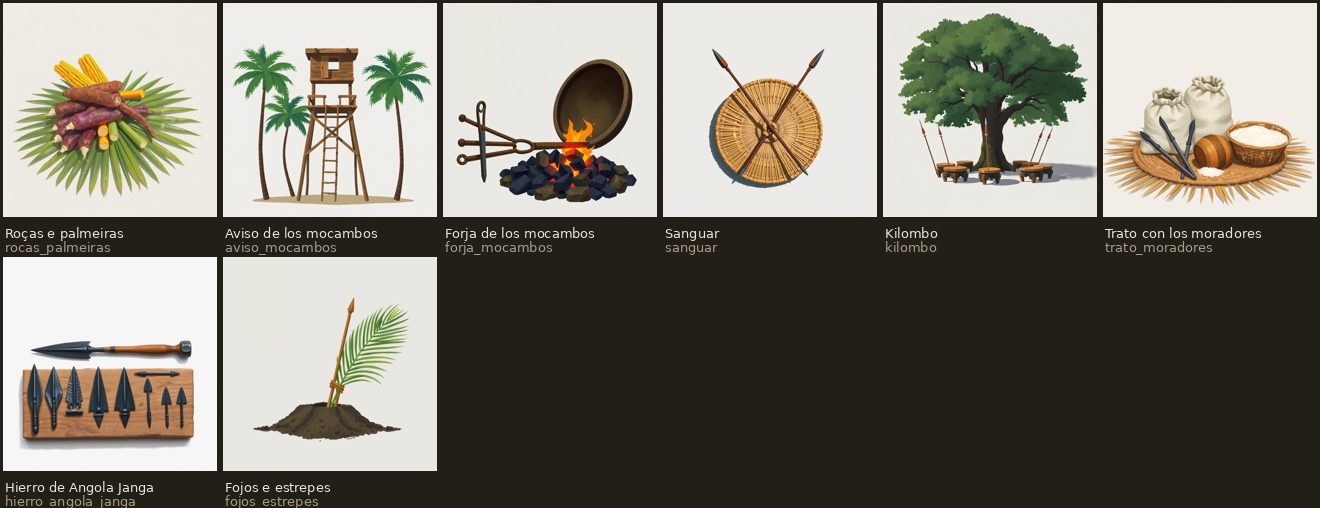 Roças e palmeiras
rocas_palmeiras
Aviso de los mocambos
aviso_mocambos
Forja de los mocambos
forja_mocambos
Sanguar
sanguar
Kilombo
kilombo
Trato con los moradores
trato_moradores
Hierro de Angola Janga
hierro_angola_janga
Fojos e estrepes
fojos_estrepes